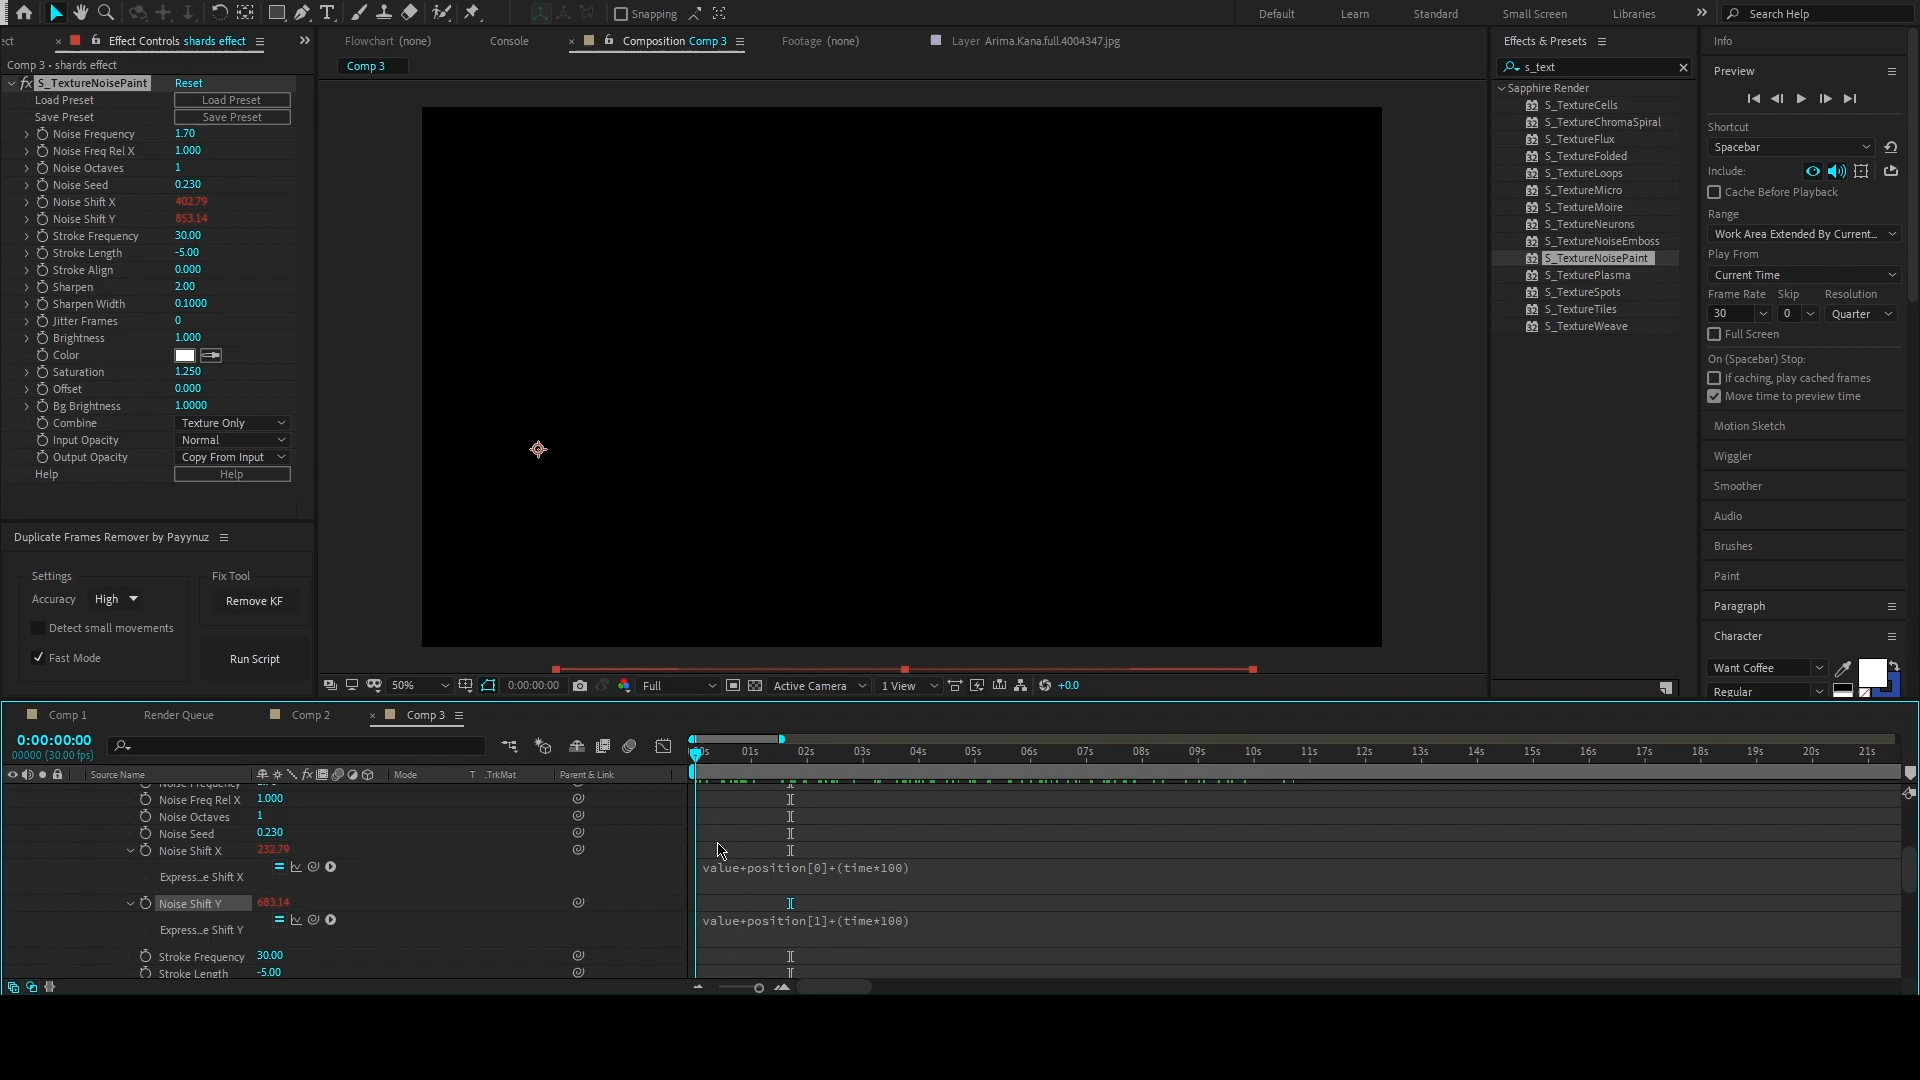 Snapping
Default
Learn
Standard
Small Screen
Libraries
Search Help
ect
Effect Controls shards effect
Flowchart (none)
Console
Composition Comp 3
Footage (none)
Layer Arima.Kana.full.4004347.jpg
Effects & Presets
Info
Comp 3 • shards effect
Comp 3
s_text
Preview
fx S_TextureNoisePaint Reset
Load Preset Load Preset
Save Preset Save Preset
Noise Frequency 1.70
Noise Freq Rel X 1.000
Noise Octaves 1
Noise Seed 0.230
Noise Shift X 402.79
Noise Shift Y 853.14
Stroke Frequency 30.00
Stroke Length -5.00
Stroke Align 0.000
Sharpen 2.00
Sharpen Width 0.1000
Jitter Frames 0
Brightness 1.000
Color
Saturation 1.250
Offset 0.000
Bg Brightness 1.0000
Combine Texture Only
Input Opacity Normal
Output Opacity Copy From Input
Help Help
Sapphire Render
S_TextureCells
S_TextureChromaSpiral
S_TextureFlux
S_TextureFolded
S_TextureLoops
S_TextureMicro
S_TextureMoire
S_TextureNeurons
S_TextureNoiseEmboss
S_TextureNoisePaint
S_TexturePlasma
S_TextureSpots
S_TextureTiles
S_TextureWeave
Shortcut
Spacebar
Include:
Cache Before Playback
Range
Work Area Extended By Current...
Play From
Current Time
Frame Rate Skip Resolution
30 0 Quarter
Full Screen
On (Spacebar) Stop:
If caching, play cached frames
Move time to preview time
Motion Sketch
Wiggler
Smoother
Audio
Brushes
Paint
Paragraph
Character
Want Coffee
Regular
Duplicate Frames Remover by Payynuz
Settings
Fix Tool
Accuracy High
Remove KF
Detect small movements
Fast Mode
Run Script
50% 0:00:00:00 Full Active Camera 1 View +0.0
Comp 1
Render Queue
Comp 2
Comp 3
0:00:00:00
00000 (30.00 fps)
:00s 01s 02s 03s 04s 05s 06s 07s 08s 09s 10s 11s 12s 13s 14s 15s 16s 17s 18s 19s 20s 21s
Source Name fx Mode T .TrkMat Parent & Link
Noise Freq Rel X 1.000
Noise Octaves 1
Noise Seed 0.230
Noise Shift X 232.79
Express...e Shift X value+position[0]+(time*100)
Noise Shift Y 683.14
Express...e Shift Y value+position[1]+(time*100)
Stroke Frequency 30.00
Stroke Length -5.00